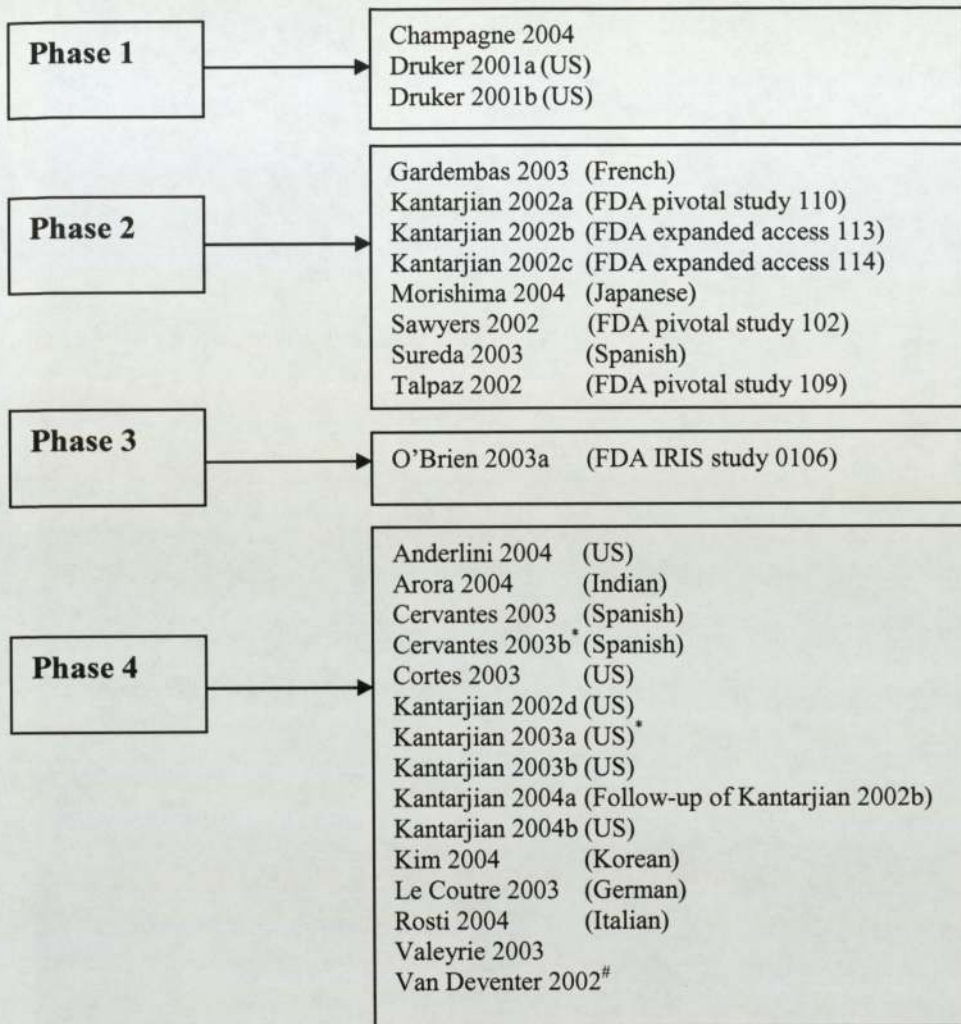 Phase 1
Champagne 2004
Druker 2001a (US)
Druker 2001b (US)
Phase 2
Gardembas 2003 (French)
Kantarjian 2002a (FDA pivotal study 110)
Kantarjian 2002b (FDA expanded access 113)
Kantarjian 2002c (FDA expanded access 114)
Morishima 2004 (Japanese)
Sawyers 2002 (FDA pivotal study 102)
Sureda 2003 (Spanish)
Talpaz 2002 (FDA pivotal study 109)
Phase 3
O'Brien 2003a (FDA IRIS study 0106)
Phase 4
Anderlini 2004 (US)
Arora 2004 (Indian)
Cervantes 2003 (Spanish)
Cervantes 2003b* (Spanish)
Cortes 2003 (US)
Kantarjian 2002d (US)
Kantarjian 2003a (US)*
Kantarjian 2003b (US)
Kantarjian 2004a (Follow-up of Kantarjian 2002b)
Kantarjian 2004b (US)
Kim 2004 (Korean)
Le Coutre 2003 (German)
Rosti 2004 (Italian)
Valeyrie 2003
Van Deventer 2002#